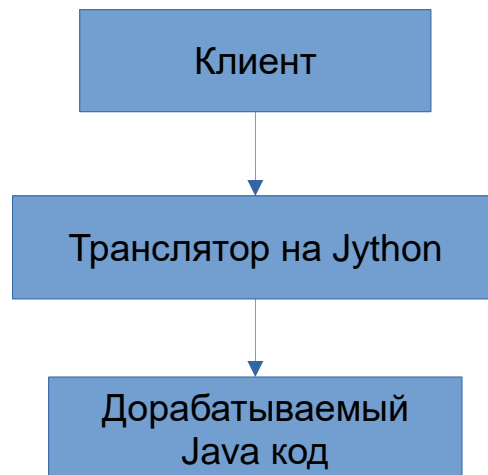 Клиент
Транслятор на Jython
Дорабатываемый
Java код